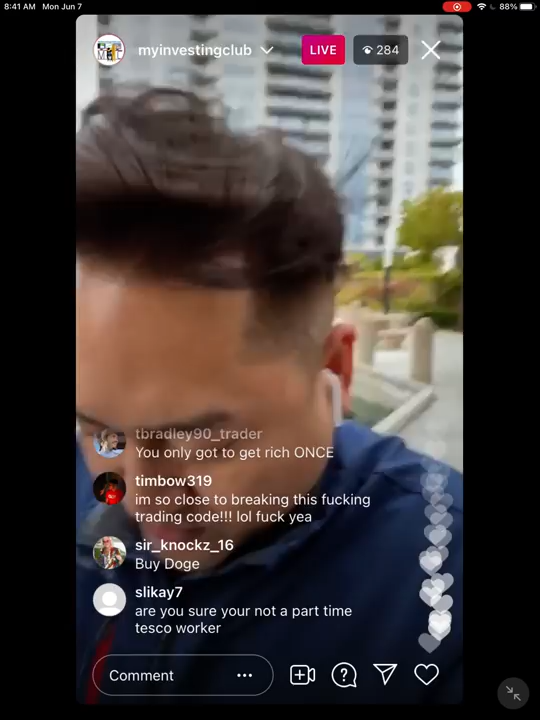 8:41 AM Mon Jun 7
88%
myinvestingclub
LIVE
284
tbradley90_trader
You only got to get rich ONCE
timbow319
im so close to breaking this fucking
trading code!!! lol fuck yea
sir_knockz_16
Buy Doge
slikay7
are you sure your not a part time
tesco worker
Comment